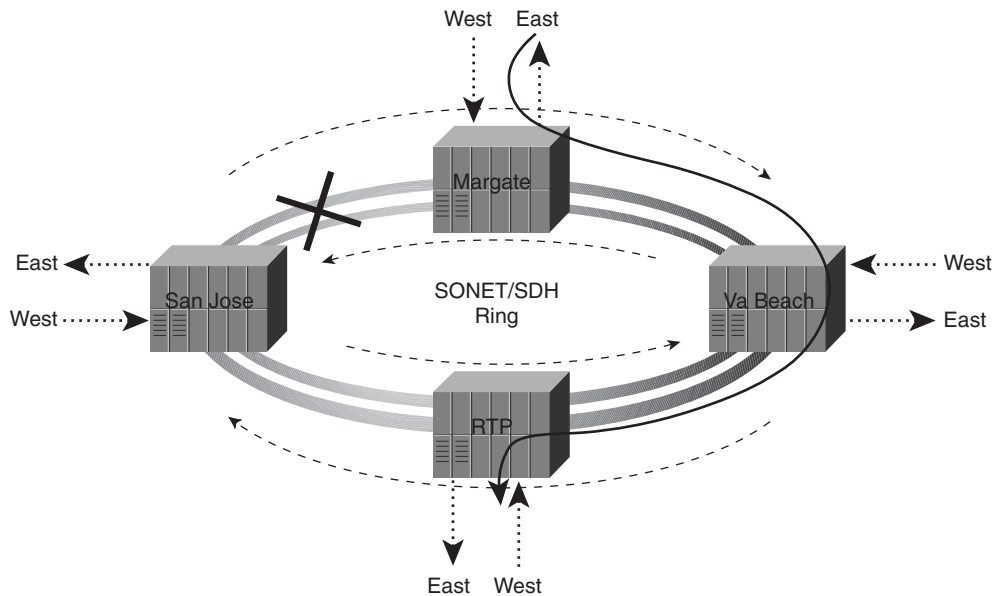 West East
Margate
East
West
San Jose
SONET/SDH
Ring
Va Beach
West
East
RTP
East West